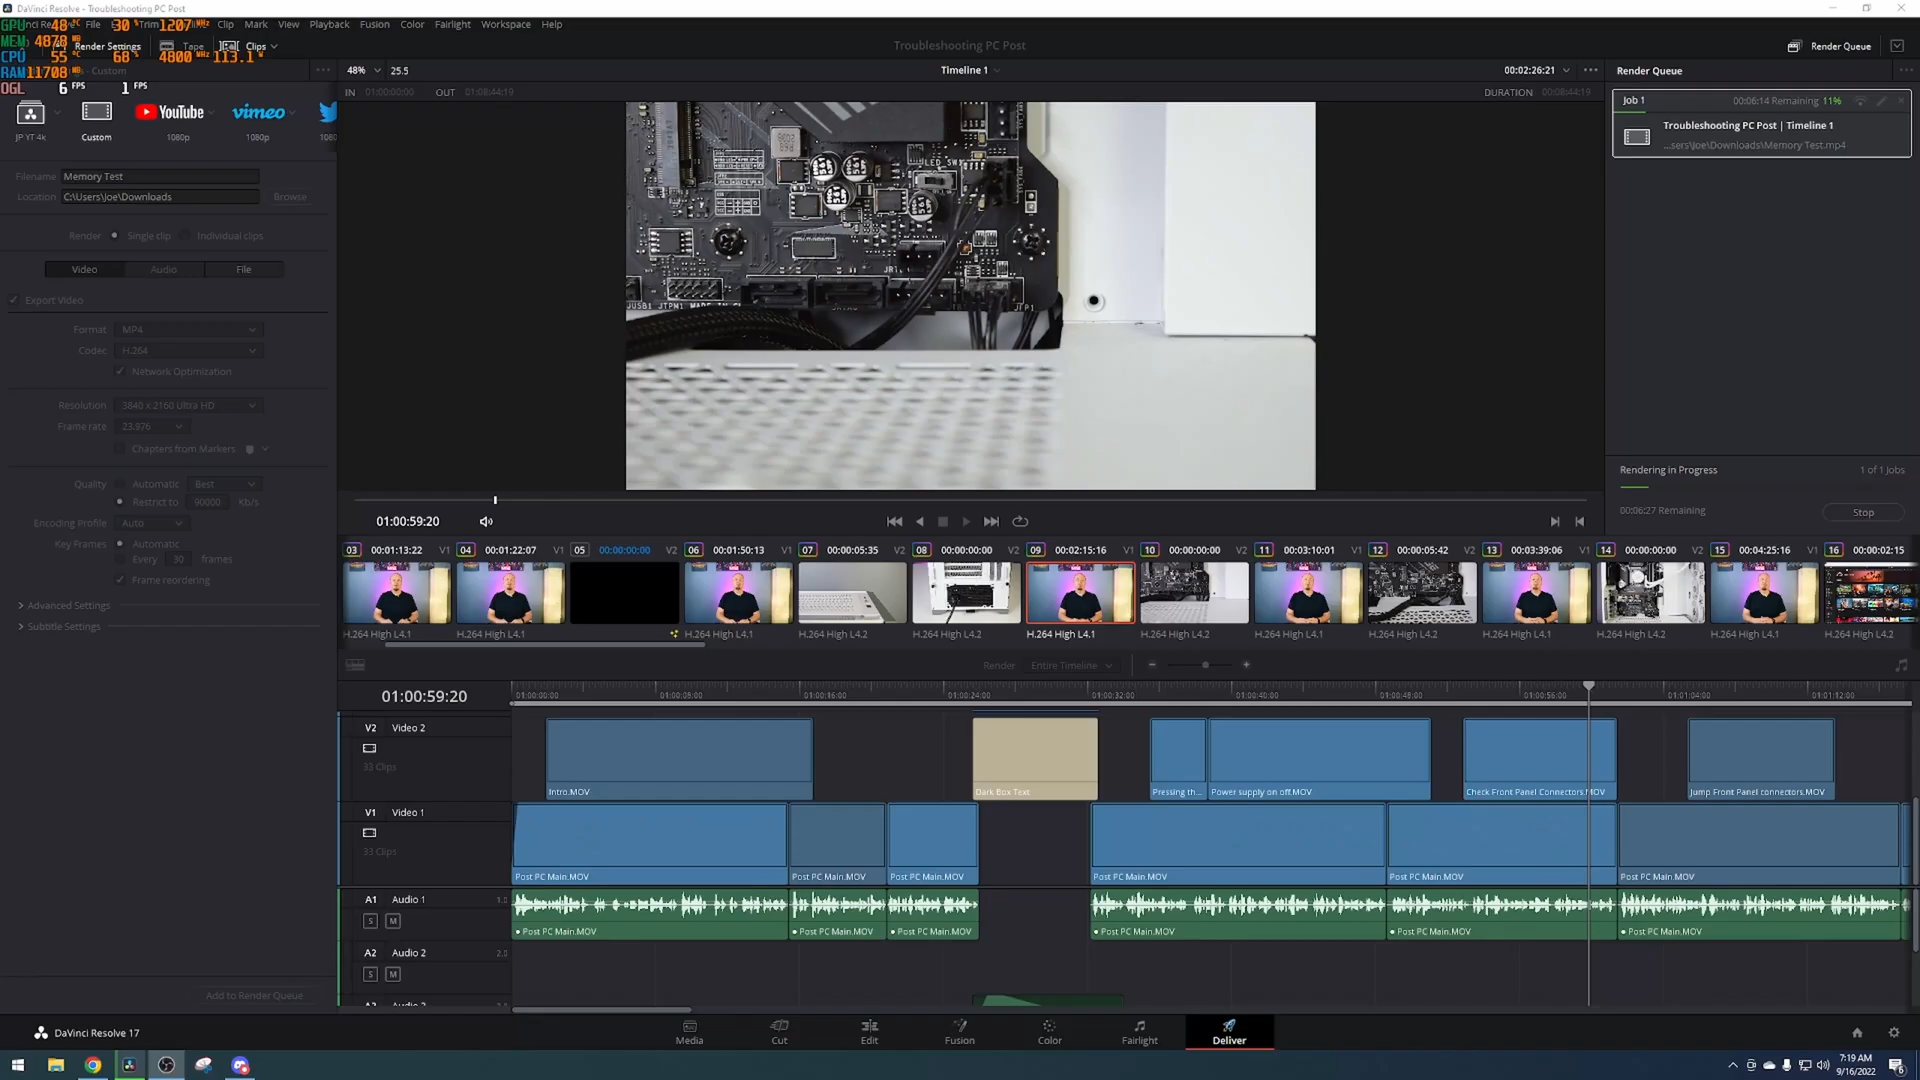 DaVinci Resolve - Troubleshooting PC Post
File
Trim
Clip
Mark
View
Playback
Fusion
Color
Fairlight
Workspace
Help
GPU 48 °C 30 % 1207 MHz
MEM 4878 MB
CPU 55 °C 68 % 4800 MHz 113.1 W
RAM 11708 MB
OGL 6 FPS 1 FPS
Render Settings
Tape
Clips
Troubleshooting PC Post
Render Queue
Custom
48%
25.5
Timeline 1
00:02:26:21
Render Queue
IN 01:00:00:00
OUT 01:08:44:19
DURATION 00:08:44:19
JP YT 4k
Custom
YouTube
1080p
vimeo
1080p
1080
Job 1
00:06:14 Remaining 11%
Troubleshooting PC Post | Timeline 1
...sers\Joe\Downloads\Memory Test.mp4
Filename Memory Test
Location C:\Users\Joe\Downloads
Browse
Render Single clip Individual clips
Video
Audio
File
Export Video
Format MP4
Codec H.264
Network Optimization
Resolution 3840 x 2160 Ultra HD
Frame rate 23.976
Chapters from Markers
Quality Automatic Best
Restrict to 90000 Kb/s
Encoding Profile Auto
Key Frames Automatic
Every 30 frames
Frame reordering
Advanced Settings
Subtitle Settings
Add to Render Queue
LED_SW1
JUSB1 JTPM1
JTP1
Rendering in Progress
1 of 1 Jobs
00:06:27 Remaining
Stop
01:00:59:20
03 00:01:13:22 V1
04 00:01:22:07 V1
05 00:00:00:00 V2
06 00:01:50:13 V1
07 00:00:05:35 V2
08 00:00:00:00 V2
09 00:02:15:16 V1
10 00:00:00:00 V2
11 00:03:10:01 V1
12 00:00:05:42 V2
13 00:03:39:06 V1
14 00:00:00:00 V2
15 00:04:25:16 V1
16 00:00:02:15
H.264 High L4.1
H.264 High L4.1
H.264 High L4.1
H.264 High L4.2
H.264 High L4.2
H.264 High L4.1
H.264 High L4.2
H.264 High L4.1
H.264 High L4.2
H.264 High L4.1
H.264 High L4.2
H.264 High L4.1
H.264 High L4.2
Render Entire Timeline
01:00:59:20
01:00:00:00
01:00:08:00
01:00:16:00
01:00:24:00
01:00:32:00
01:00:40:00
01:00:48:00
01:00:56:00
01:01:04:00
01:01:12:00
V2 Video 2
33 Clips
Intro.MOV
Dark Box Text
Pressing th...
Power supply on off.MOV
Check Front Panel Connectors.MOV
Jump Front Panel connectors.MOV
V1 Video 1
33 Clips
Post PC Main.MOV
Post PC Main.MOV
Post PC Main.MOV
Post PC Main.MOV
Post PC Main.MOV
Post PC Main.MOV
A1 Audio 1 1.0
S M
Post PC Main.MOV
Post PC Main.MOV
Post PC Main.MOV
Post PC Main.MOV
Post PC Main.MOV
Post PC Main.MOV
A2 Audio 2 2.0
S M
DaVinci Resolve 17
Media
Cut
Edit
Fusion
Color
Fairlight
Deliver
7:19 AM
9/16/2022
6